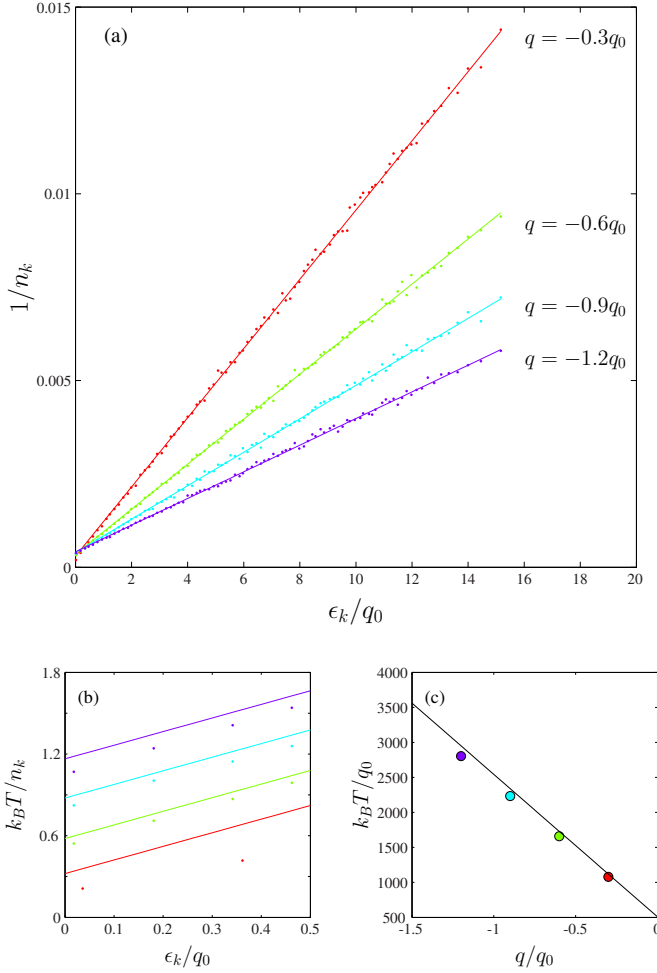 0.015
(a)
q = −0.3q₀
0.01
q = −0.6q₀
1/nₖ
q = −0.9q₀
q = −1.2q₀
0.005
0
0 2 4 6 8 10 12 14 16 18 20
ϵₖ/q₀
1.8
(b)
1.2
k_BT/nₖ
0.6
0
0 0.1 0.2 0.3 0.4 0.5
ϵₖ/q₀
4000
(c)
3500
3000
2500
k_BT/q₀
2000
1500
1000
500
-1.5 -1 -0.5 0
q/q₀